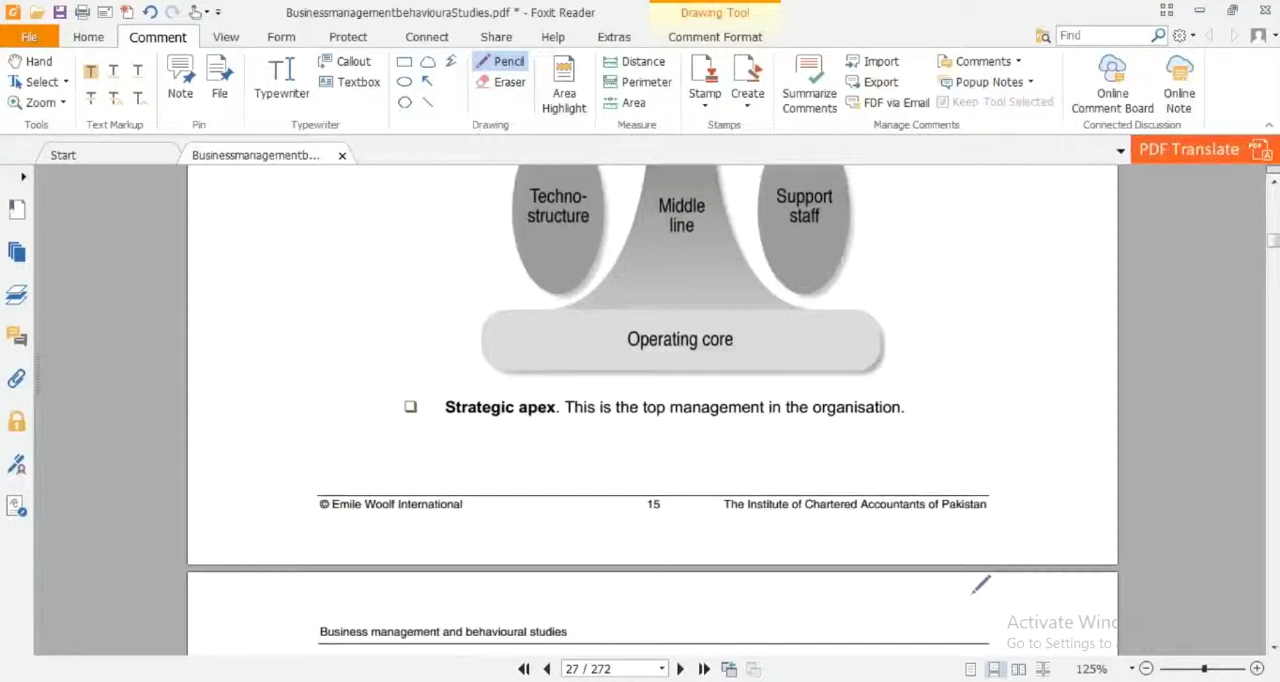 BusinessmanagementbehaviouraStudies.pdf * - Foxit Reader
Drawing Tool
File Home Comment View Form Protect Connect Share Help Extras Comment Format
Find
Hand
Select
Zoom
Tools
T T T
T T T
Text Markup
Note
File
Pin
Typewriter
Callout
Textbox
Typewriter
Pencil
Eraser
Area
Highlight
Drawing
Distance
Perimeter
Area
Measure
Stamp
Create
Stamps
Summarize
Comments
Import
Export
FDF via Email
Comments
Popup Notes
Keep Tool Selected
Manage Comments
Online
Comment Board
Online
Note
Connected Discussion
Start
Businessmanagementb...
PDF Translate
Techno-
structure
Middle
line
Support
staff
Operating core
Strategic apex. This is the top management in the organisation.
© Emile Woolf International 15 The Institute of Chartered Accountants of Pakistan
Business management and behavioural studies
Activate Wind
Go to Settings to
27 / 272
125%